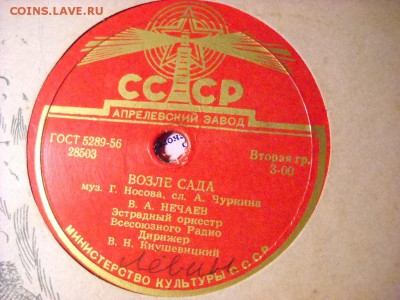 COINS.LAVE.RU
СССР
АПРЕЛЕВСКИЙ ЗАВОД
ГОСТ 5289-56
28503
Вторая гр.
3-00
ВОЗЛЕ САДА
муз. Г. Носова, сл. А. Чуркина
В. А. НЕЧАЕВ
Эстрадный оркестр
Всесоюзного Радио
Дирижер
В. Н. Кнушевицкий
МИНИСТЕРСТВО КУЛЬТУРЫ СССР